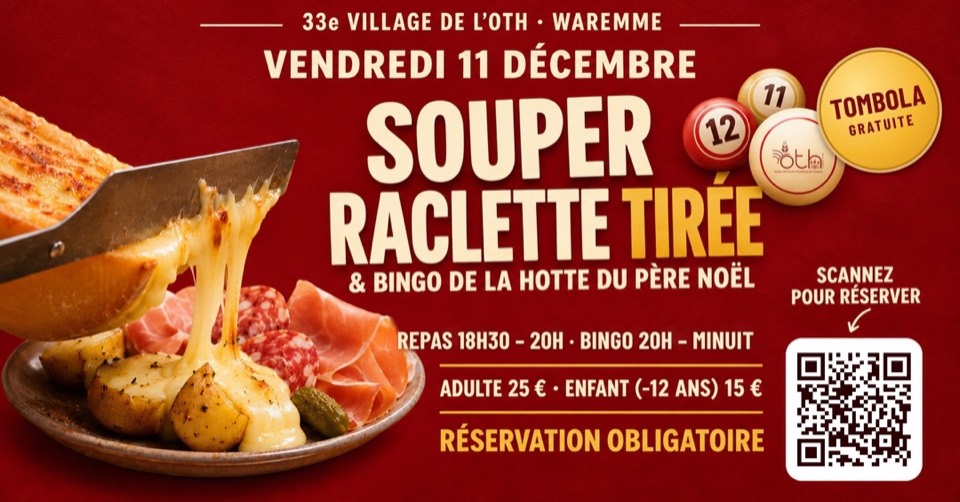 33e VILLAGE DE L'OTH · WAREMME
VENDREDI 11 DÉCEMBRE
SOUPER
RACLETTE TIRÉE
& BINGO DE LA HOTTE DU PÈRE NOËL
11
12
oth
TOMBOLA
GRATUITE
REPAS 18H30 – 20H · BINGO 20H – MINUIT
ADULTE 25 € · ENFANT (-12 ANS) 15 €
RÉSERVATION OBLIGATOIRE
SCANNEZ
POUR RÉSERVER